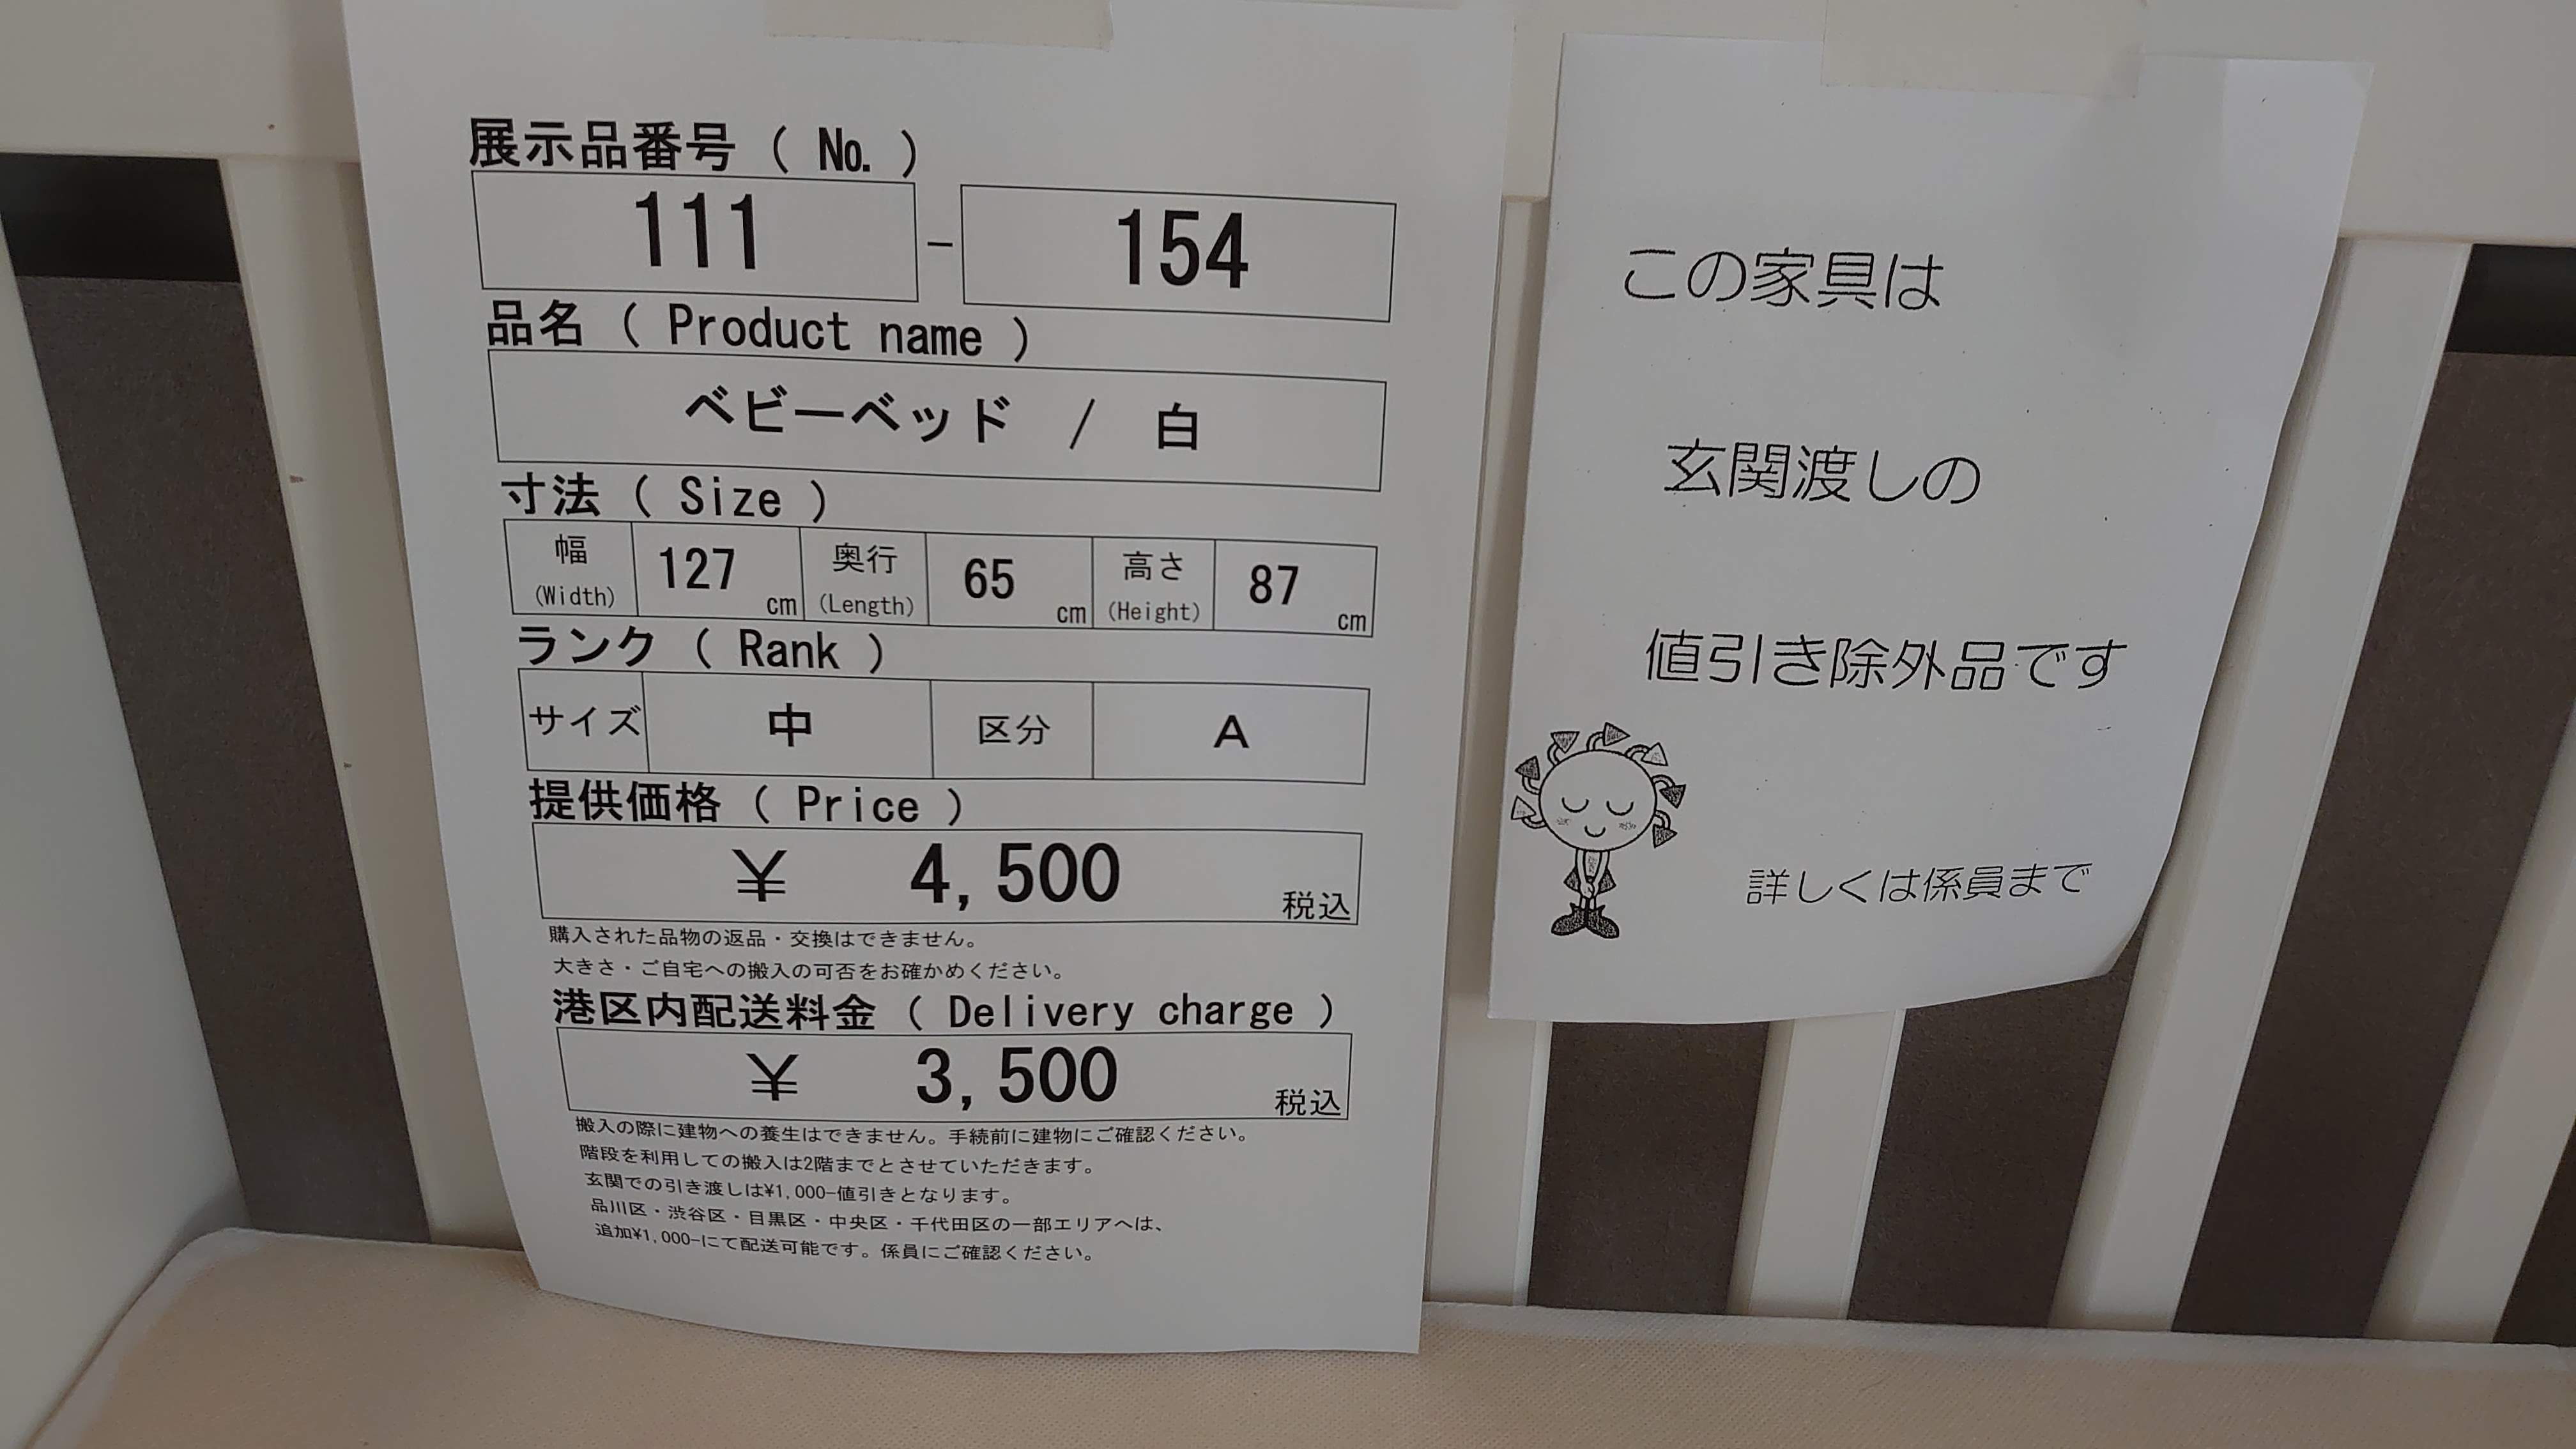 展示品番号 ( No. )
111 - 154
品名 ( Product name )
ベビーベッド / 白
寸法 ( Size )
幅 (Width) 127 cm 奥行 (Length) 65 cm 高さ (Height) 87 cm
ランク ( Rank )
サイズ 中 区分 A
提供価格 ( Price )
¥ 4,500 税込
購入された品物の返品・交換はできません。
大きさ・ご自宅への搬入の可否をお確かめください。
港区内配送料金 ( Delivery charge )
¥ 3,500 税込
搬入の際に建物への養生はできません。手続前に建物にご確認ください。
階段を利用しての搬入は2階までとさせていただきます。
玄関での引き渡しは¥1,000-値引きとなります。
品川区・渋谷区・目黒区・中央区・千代田区の一部エリアへは、
追加¥1,000-にて配送可能です。係員にご確認ください。
この家具は
玄関渡しの
値引き除外品です
詳しくは係員まで